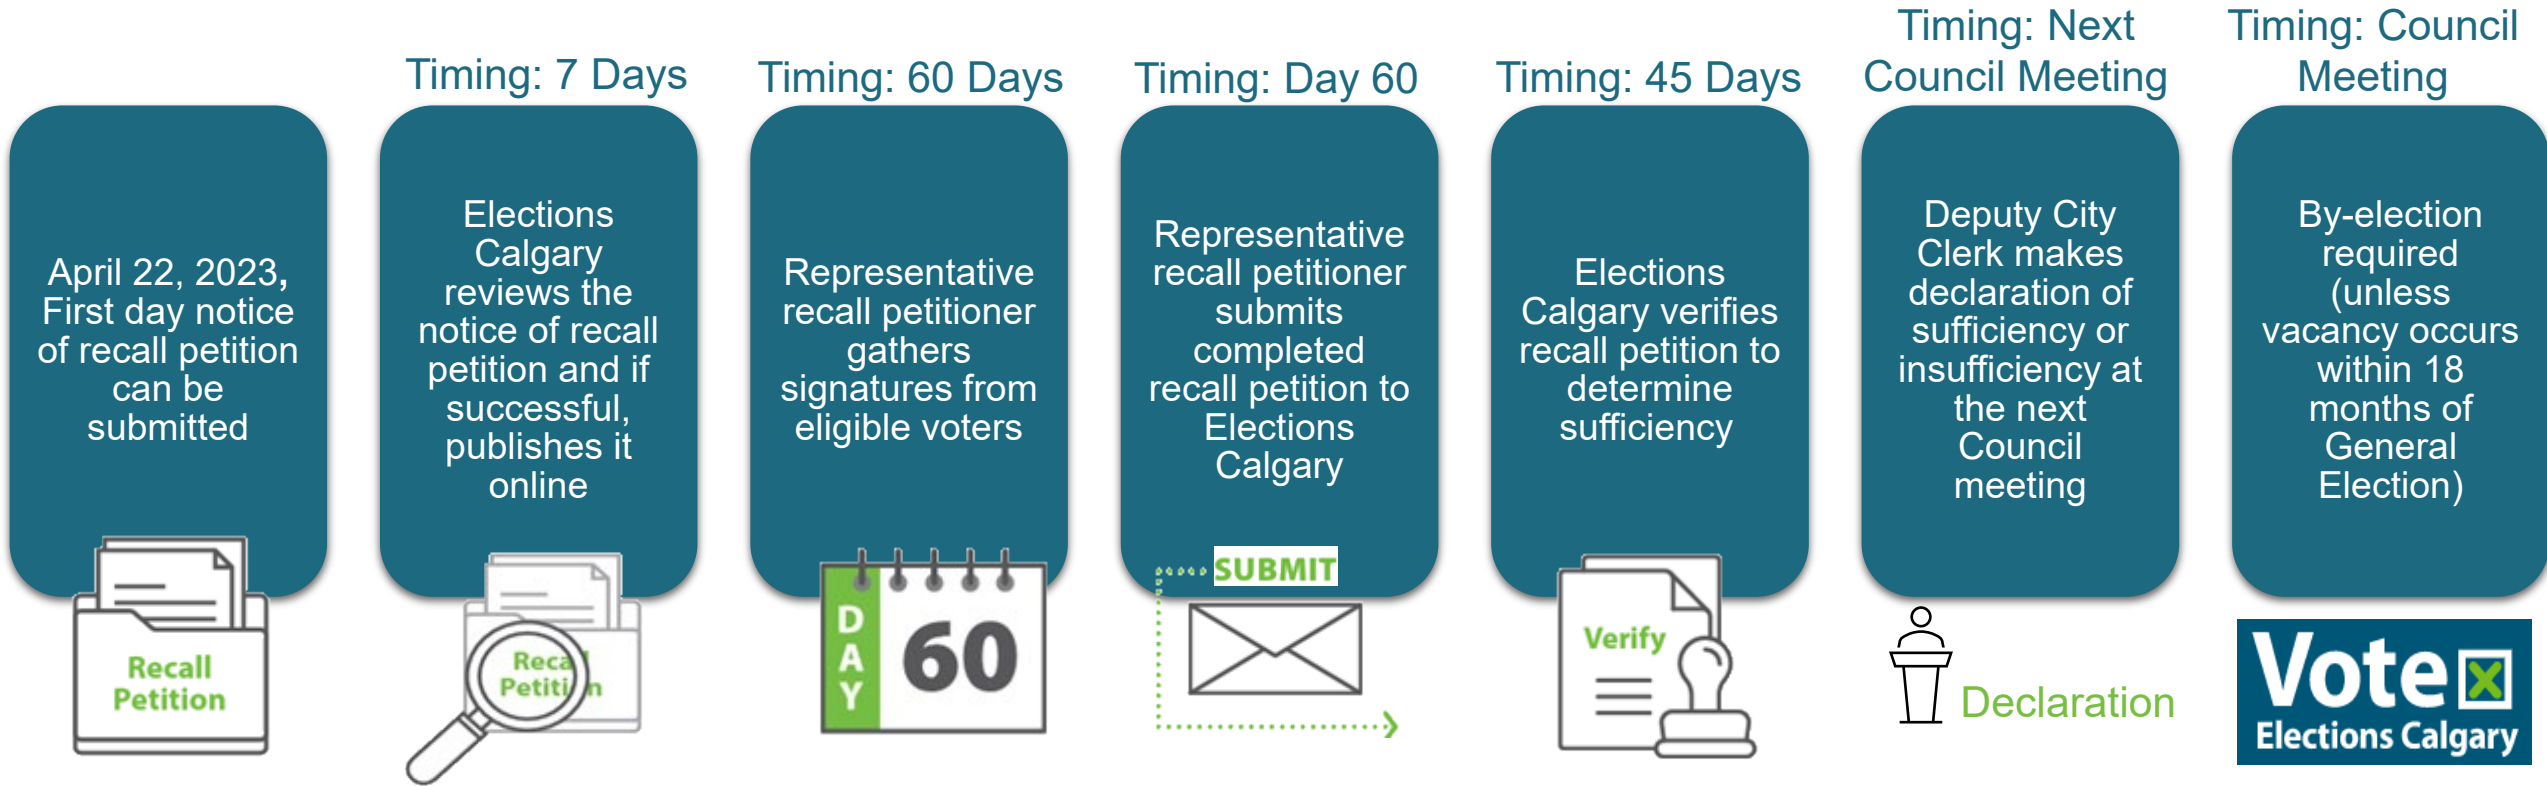 April 22, 2023,
First day notice
of recall petition
can be
submitted
Recall
Petition
Timing: 7 Days
Elections
Calgary
reviews the
notice of recall
petition and if
successful,
publishes it
online
Recall
Petition
Timing: 60 Days
Representative
recall petitioner
gathers
signatures from
eligible voters
DAY
60
Timing: Day 60
Representative
recall petitioner
submits
completed
recall petition to
Elections
Calgary
SUBMIT
Timing: 45 Days
Elections
Calgary verifies
recall petition to
determine
sufficiency
Verify
Timing: Next
Council Meeting
Deputy City
Clerk makes
declaration of
sufficiency or
insufficiency at
the next
Council
meeting
Declaration
Timing: Council
Meeting
By-election
required
(unless
vacancy occurs
within 18
months of
General
Election)
Vote
Elections Calgary